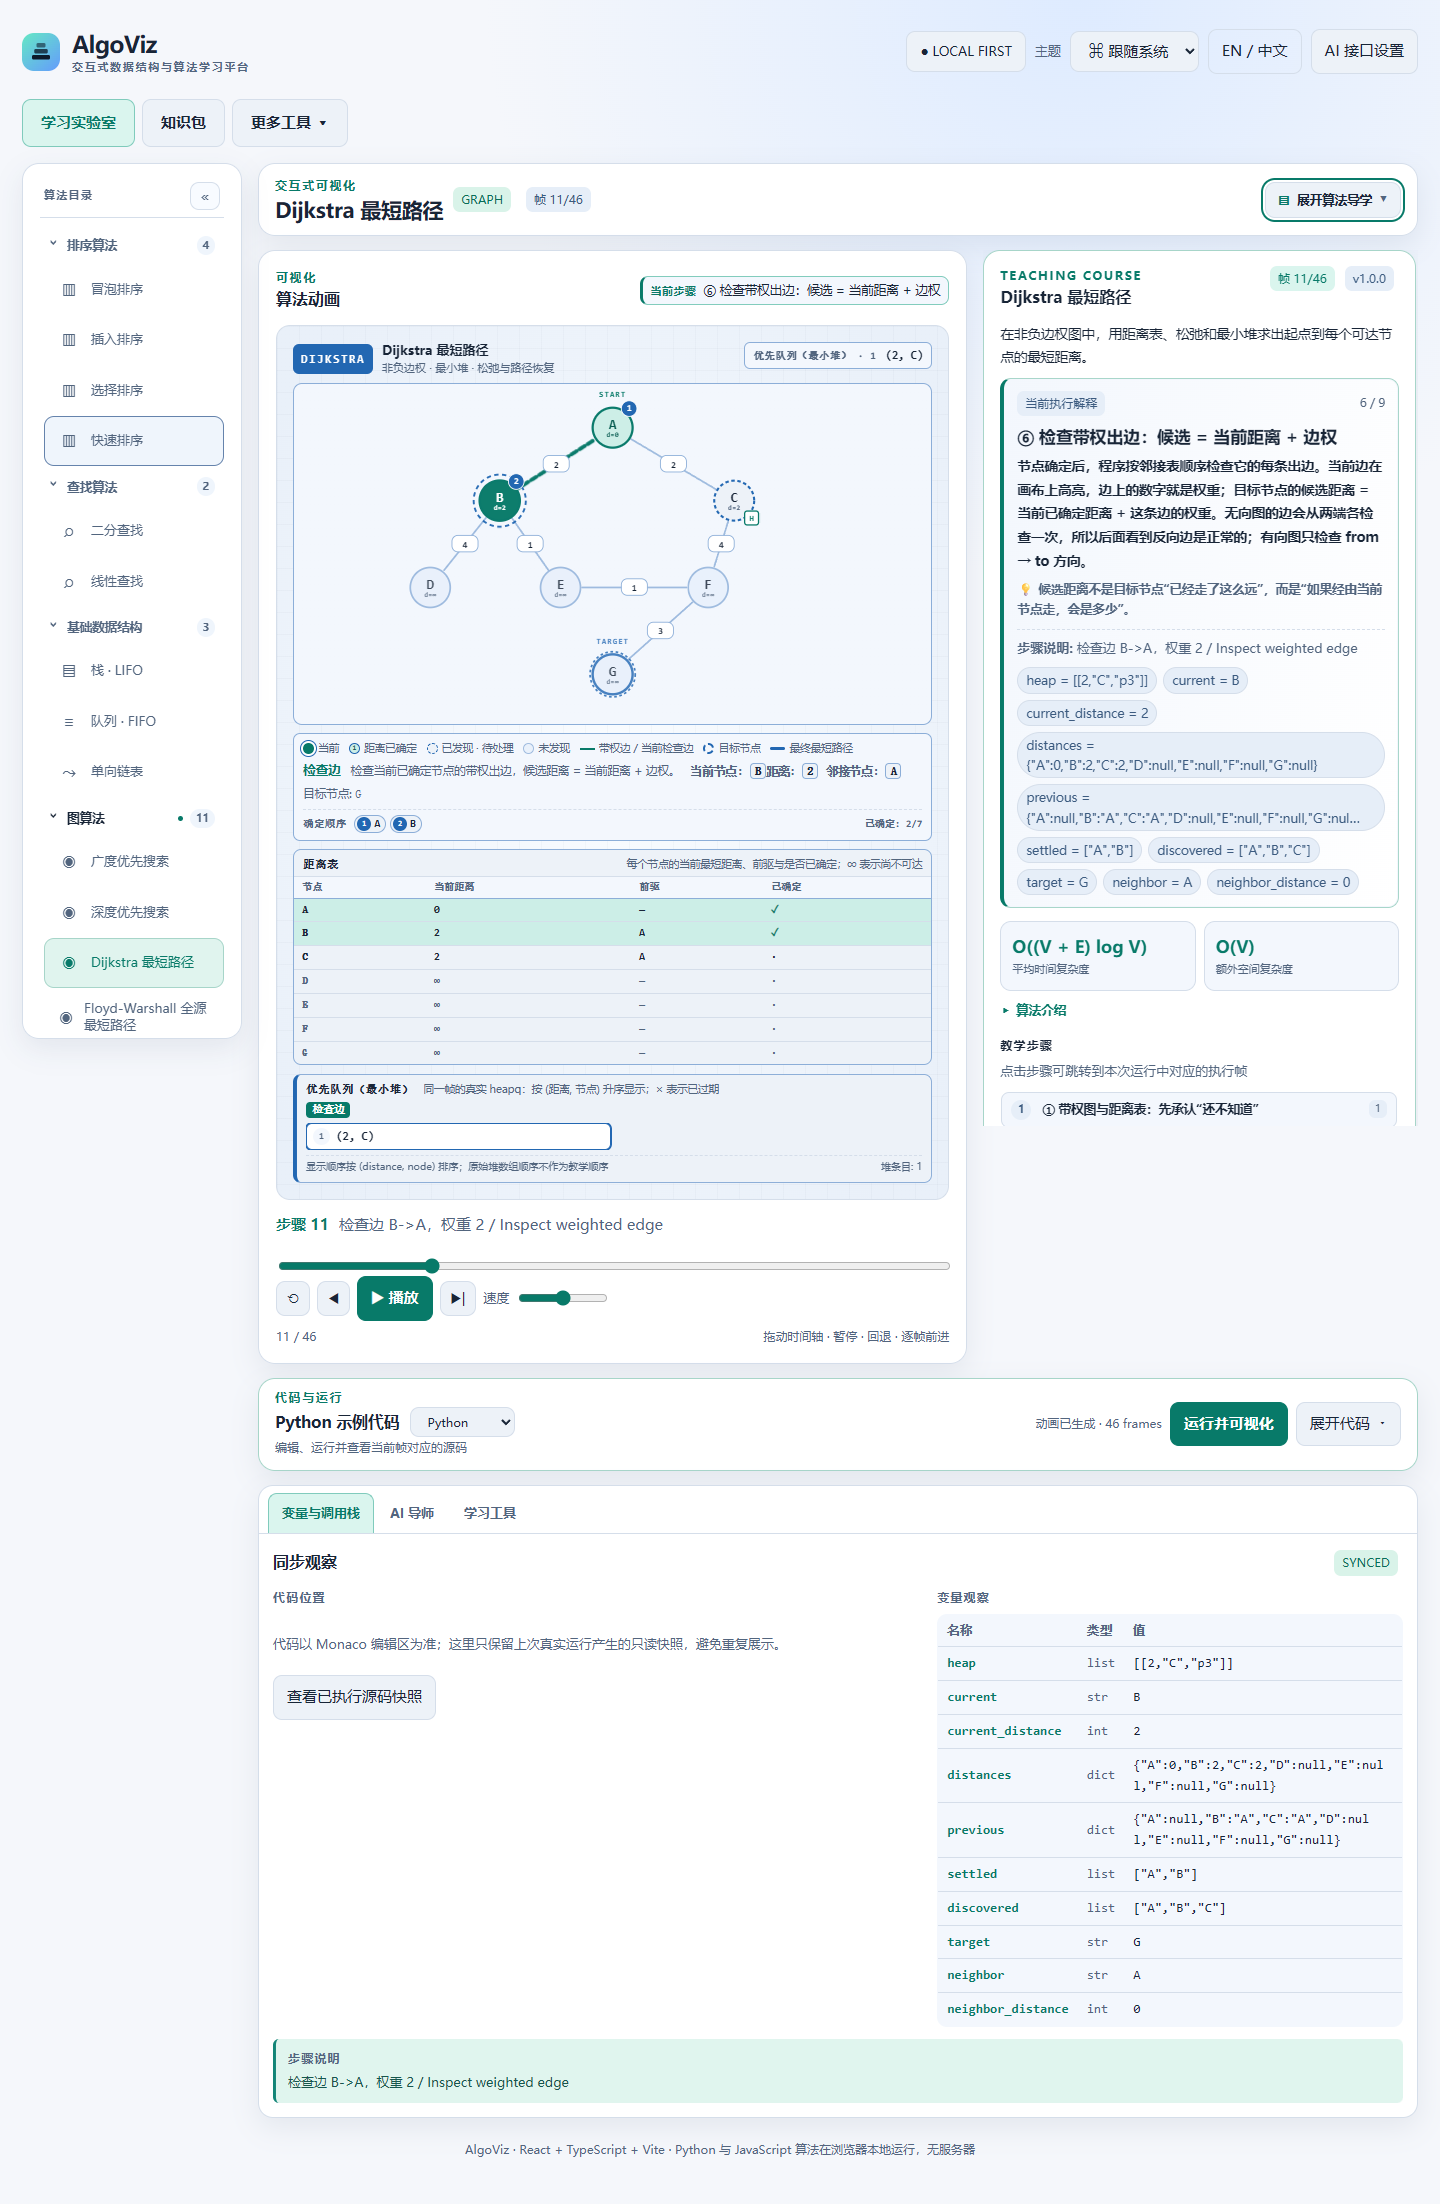 AlgoViz
交互式数据结构与算法学习平台
● LOCAL FIRST
主题
⌘ 跟随系统
EN / 中文
AI 接口设置
学习实验室
知识包
更多工具 ▼
算法目录
«
排序算法 4
冒泡排序
插入排序
选择排序
快速排序
查找算法 2
二分查找
线性查找
基础数据结构 3
栈 · LIFO
队列 · FIFO
单向链表
图算法 11
广度优先搜索
深度优先搜索
Dijkstra 最短路径
Floyd-Warshall 全源
最短路径
交互式可视化
Dijkstra 最短路径 GRAPH 帧 11/46
展开算法导学 ▼
可视化
算法动画
当前步骤 ⑥ 检查带权出边：候选 = 当前距离 + 边权
DIJKSTRA
Dijkstra 最短路径
非负边权 · 最小堆 · 松弛与路径恢复
优先队列（最小堆） · 1 (2, C)
START
1
A
d=0
2
2
2
B
d=2
C
d=2
H
4
1
4
D
d=∞
E
d=∞
1
F
d=∞
3
TARGET
G
d=∞
当前 距离已确定 已发现 · 待处理 未发现 带权边 / 当前检查边 目标节点 最终最短路径
检查边 检查当前已确定节点的带权出边，候选距离 = 当前距离 + 边权。 当前节点： B 距离： 2 邻接节点： A
目标节点: G
确定顺序 1 A 2 B 已确定: 2/7
距离表 每个节点的当前最短距离、前驱与是否已确定；∞ 表示尚不可达
节点 当前距离 前驱 已确定
A 0 — ✓
B 2 A ✓
C 2 A ·
D ∞ — ·
E ∞ — ·
F ∞ — ·
G ∞ — ·
优先队列（最小堆） 同一帧的真实 heapq：按 (距离, 节点) 升序显示；× 表示已过期
检查边
1 (2, C)
显示顺序按 (distance, node) 排序；原始堆数组顺序不作为教学顺序 堆条目: 1
步骤 11 检查边 B->A，权重 2 / Inspect weighted edge
▶ 播放
速度
11 / 46
拖动时间轴 · 暂停 · 回退 · 逐帧前进
TEACHING COURSE
Dijkstra 最短路径
帧 11/46 v1.0.0
在非负边权图中，用距离表、松弛和最小堆求出起点到每个可达节
点的最短距离。
当前执行解释 6 / 9
⑥ 检查带权出边：候选 = 当前距离 + 边权
节点确定后，程序按邻接表顺序检查它的每条出边。当前边在
画布上高亮，边上的数字就是权重；目标节点的候选距离 =
当前已确定距离 + 这条边的权重。无向图的边会从两端各检
查一次，所以后面看到反向边是正常的；有向图只检查 from
→ to 方向。
💡 候选距离不是目标节点“已经走了这么远”，而是“如果经由当前
节点走，会是多少”。
步骤说明: 检查边 B->A，权重 2 / Inspect weighted edge
heap = [[2,"C","p3"]] current = B
current_distance = 2
distances =
{"A":0,"B":2,"C":2,"D":null,"E":null,"F":null,"G":null}
previous =
{"A":null,"B":"A","C":"A","D":null,"E":null,"F":null,"G":nul...
settled = ["A","B"] discovered = ["A","B","C"]
target = G neighbor = A neighbor_distance = 0
O((V + E) log V)
平均时间复杂度
O(V)
额外空间复杂度
▸ 算法介绍
教学步骤
点击步骤可跳转到本次运行中对应的执行帧
1 ① 带权图与距离表：先承认“还不知道” 1
代码与运行
Python 示例代码 Python
编辑、运行并查看当前帧对应的源码
动画已生成 · 46 frames
运行并可视化
展开代码
变量与调用栈 AI 导师 学习工具
同步观察
SYNCED
代码位置
代码以 Monaco 编辑区为准；这里只保留上次真实运行产生的只读快照，避免重复展示。
查看已执行源码快照
变量观察
名称 类型 值
heap list [[2,"C","p3"]]
current str B
current_distance int 2
distances dict {"A":0,"B":2,"C":2,"D":null,"E":nul
l,"F":null,"G":null}
previous dict {"A":null,"B":"A","C":"A","D":nul
l,"E":null,"F":null,"G":null}
settled list ["A","B"]
discovered list ["A","B","C"]
target str G
neighbor str A
neighbor_distance int 0
步骤说明
检查边 B->A，权重 2 / Inspect weighted edge
AlgoViz · React + TypeScript + Vite · Python 与 JavaScript 算法在浏览器本地运行，无服务器